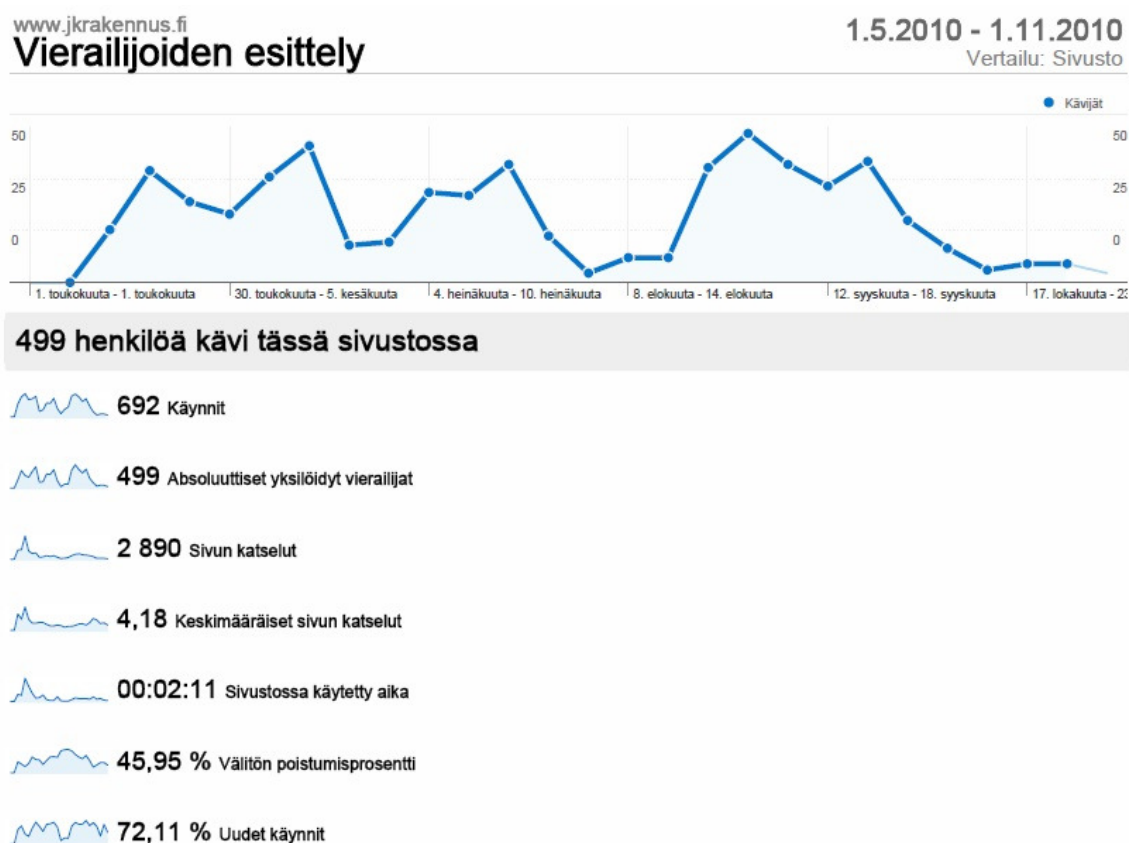 www.jkrakennus.fi
Vierailijoiden esittely
1.5.2010 - 1.11.2010
Vertailu: Sivusto
Kävijät
50
50
25
25
0
0
1. toukokuuta - 1. toukokuuta
30. toukokuuta - 5. kesäkuuta
4. heinäkuuta - 10. heinäkuuta
8. elokuuta - 14. elokuuta
12. syyskuuta - 18. syyskuuta
17. lokakuuta - 23
499 henkilöä kävi tässä sivustossa
692 Käynnit
499 Absoluuttiset yksilöidyt vierailijat
2 890 Sivun katselut
4,18 Keskimääräiset sivun katselut
00:02:11 Sivustossa käytetty aika
45,95 % Välitön poistumisprosentti
72,11 % Uudet käynnit